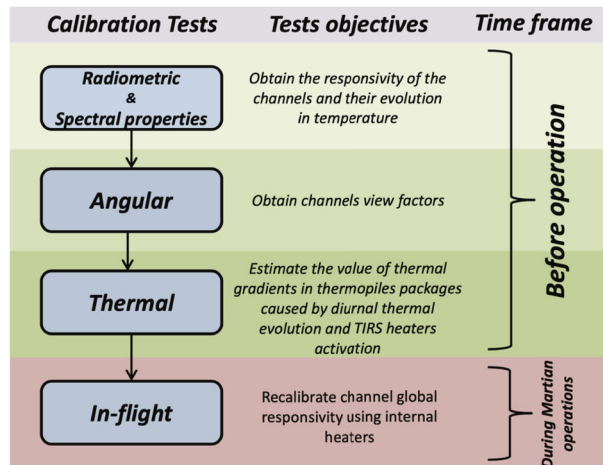 Calibration Tests Tests objectives Time frame
Radiometric
&
Spectral properties
Obtain the responsivity of the
channels and their evolution
in temperature
Angular
Obtain channels view factors
Thermal
Estimate the value of thermal
gradients in thermopiles packages
caused by diurnal thermal
evolution and TIRS heaters
activation
Before operation
In-flight
Recalibrate channel global
responsivity using internal
heaters
During Martian
operations